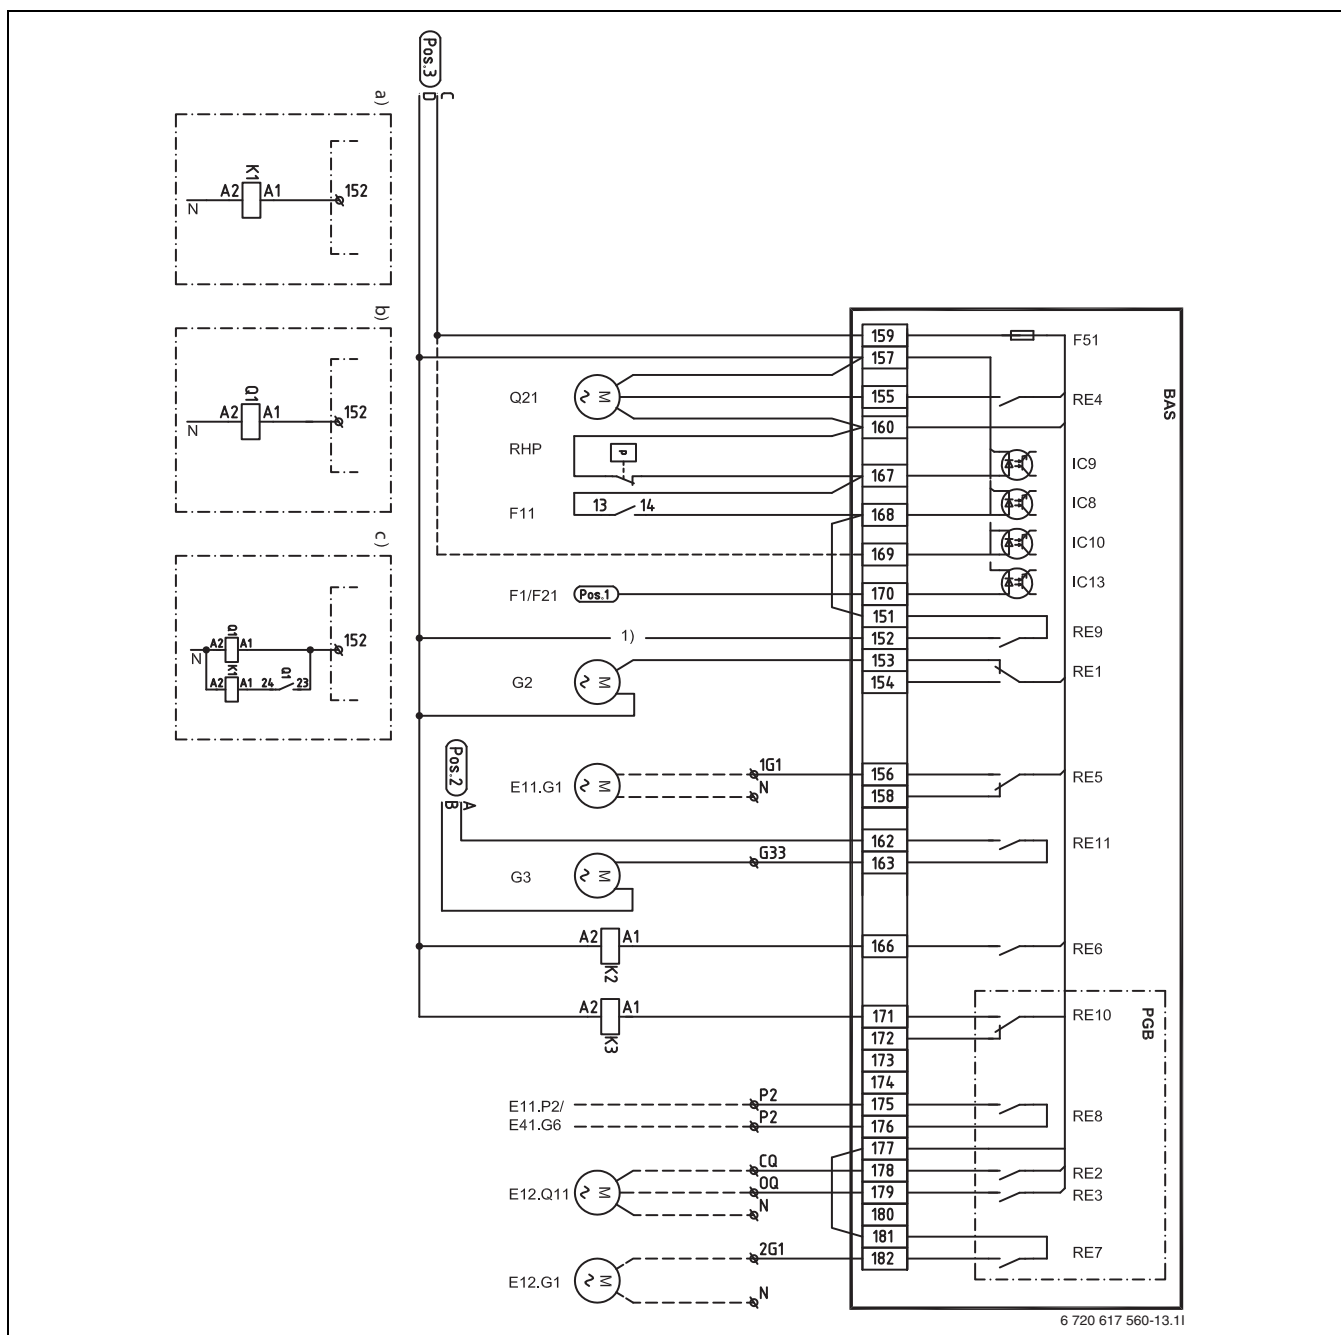 Pos.3
D C
a)
K1
A2 A1
152
N
b)
Q1
A2 A1
152
N
c)
Q1
A2 A1
152
N
K1
A2 A1
Q1
24 23
BAS
159 F51
157
Q21 M 155 RE4
160
RHP P IC9
167
F11 13 14 168 IC8
169 IC10
F1/F21 Pos.1 170 IC13
151
1) 152 RE9
153
G2 M 154 RE1
Pos.2
B A
E11.G1 M 1G1 156 RE5
N 158
162 RE11
G3 M G33 163
A2 A1 166 RE6
K2
A2 A1 171 RE10
K3
PGB
172
173
174
E11.P2/ P2 175 RE8
E41.G6 P2 176
177
CQ 178 RE2
E12.Q11 M OQ 179 RE3
N 180
181
2G1 182 RE7
E12.G1 M
N
6 720 617 560-13.1I